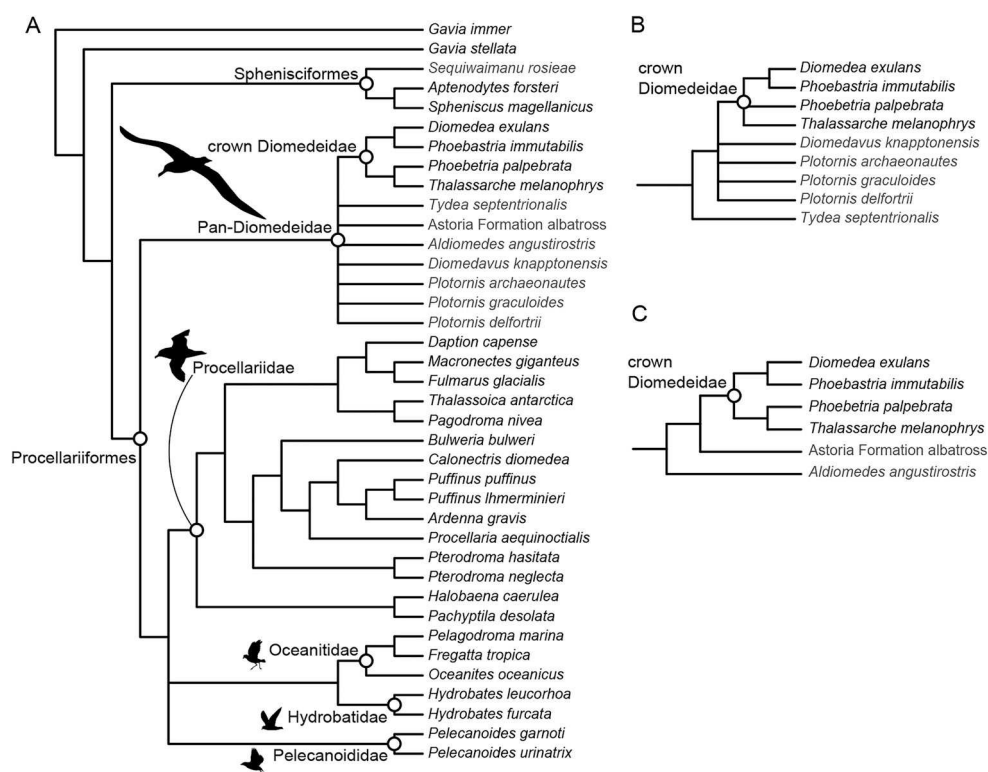 A
Gavia immer
Gavia stellata
Sphenisciformes
Sequiwaimanu rosieae
Aptenodytes forsteri
Spheniscus magellanicus
Diomedea exulans
crown Diomedeidae
Phoebastria immutabilis
Phoebetria palpebrata
Thalassarche melanophrys
Tydea septentrionalis
Pan-Diomedeidae
Astoria Formation albatross
Aldiomedes angustirostris
Diomedavus knapptonensis
Plotornis archaeonautes
Plotornis graculoides
Plotornis delfortrii
Daption capense
Procellariidae
Macronectes giganteus
Fulmarus glacialis
Thalassoica antarctica
Pagodroma nivea
Bulweria bulweri
Procellariiformes
Calonectris diomedea
Puffinus puffinus
Puffinus lhmerminieri
Ardenna gravis
Procellaria aequinoctialis
Pterodroma hasitata
Pterodroma neglecta
Halobaena caerulea
Pachyptila desolata
Pelagodroma marina
Oceanitidae
Fregatta tropica
Oceanites oceanicus
Hydrobates leucorhoa
Hydrobatidae
Hydrobates furcata
Pelecanoides garnoti
Pelecanoididae
Pelecanoides urinatrix
B
crown
Diomedeidae
Diomedea exulans
Phoebastria immutabilis
Phoebetria palpebrata
Thalassarche melanophrys
Diomedavus knapptonensis
Plotornis archaeonautes
Plotornis graculoides
Plotornis delfortrii
Tydea septentrionalis
C
crown
Diomedeidae
Diomedea exulans
Phoebastria immutabilis
Phoebetria palpebrata
Thalassarche melanophrys
Astoria Formation albatross
Aldiomedes angustirostris